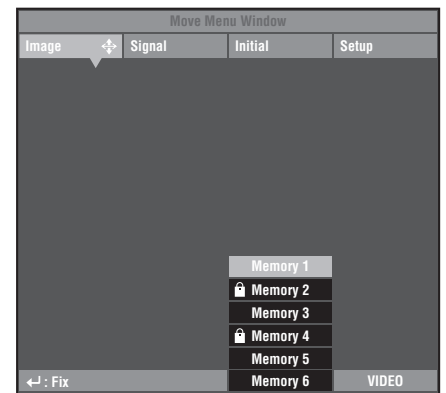 Move Menu Window
Image Signal Initial Setup
Memory 1
Memory 2
Memory 3
Memory 4
Memory 5
↵ : Fix Memory 6 VIDEO